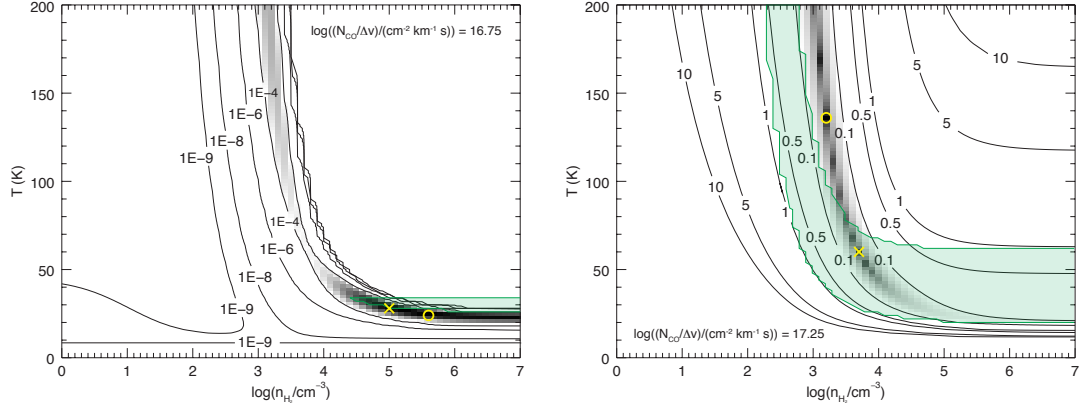 log((N_CO/Δv)/(cm⁻² km⁻¹ s)) = 16.75
200
150
100
50
0
T (K)
1E−4
1E−6
1E−8
1E−9
1E−4
1E−6
1E−8
1E−9
1E−9
0 1 2 3 4 5 6 7
log(n_H₂/cm⁻³)
200
150
100
50
0
T (K)
10
5
1
0.5
0.1
10
5
1
0.5
0.1
0.1
0.5
1
5
10
5
1
0.5
0.1
0.1
0.5
1
log((N_CO/Δv)/(cm⁻² km⁻¹ s)) = 17.25
1 2 3 4 5 6 7
log(n_H₂/cm⁻³)